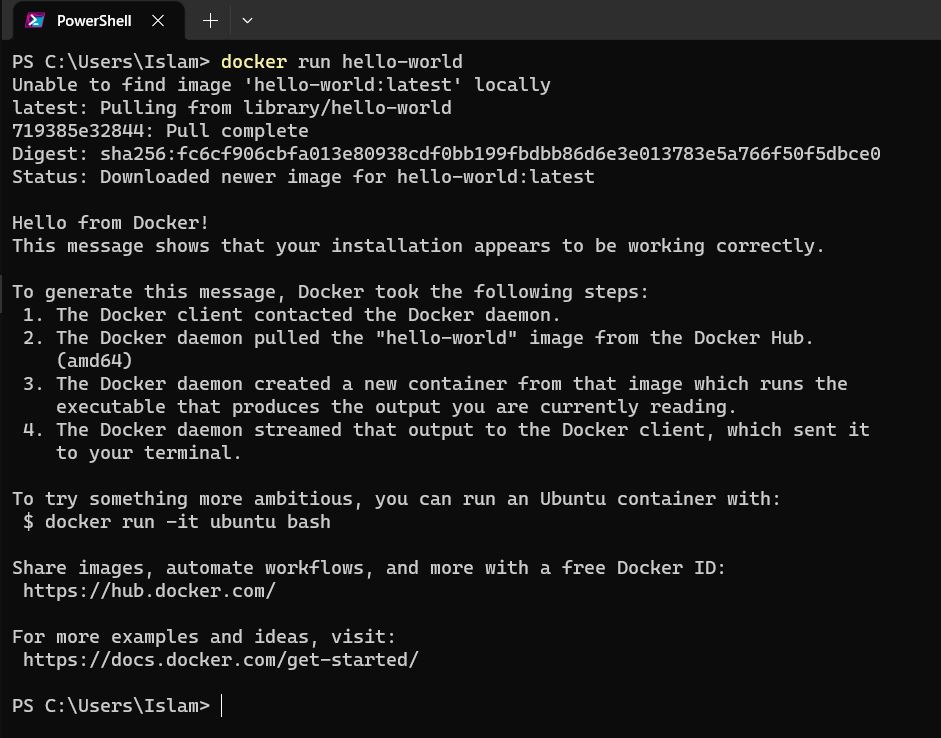 PowerShell
PS C:\Users\Islam> docker run hello-world
Unable to find image 'hello-world:latest' locally
latest: Pulling from library/hello-world
719385e32844: Pull complete
Digest: sha256:fc6cf906cbfa013e80938cdf0bb199fbdbb86d6e3e013783e5a766f50f5dbce0
Status: Downloaded newer image for hello-world:latest

Hello from Docker!
This message shows that your installation appears to be working correctly.

To generate this message, Docker took the following steps:
 1. The Docker client contacted the Docker daemon.
 2. The Docker daemon pulled the "hello-world" image from the Docker Hub.
    (amd64)
 3. The Docker daemon created a new container from that image which runs the
    executable that produces the output you are currently reading.
 4. The Docker daemon streamed that output to the Docker client, which sent it
    to your terminal.

To try something more ambitious, you can run an Ubuntu container with:
 $ docker run -it ubuntu bash

Share images, automate workflows, and more with a free Docker ID:
 https://hub.docker.com/

For more examples and ideas, visit:
 https://docs.docker.com/get-started/

PS C:\Users\Islam>